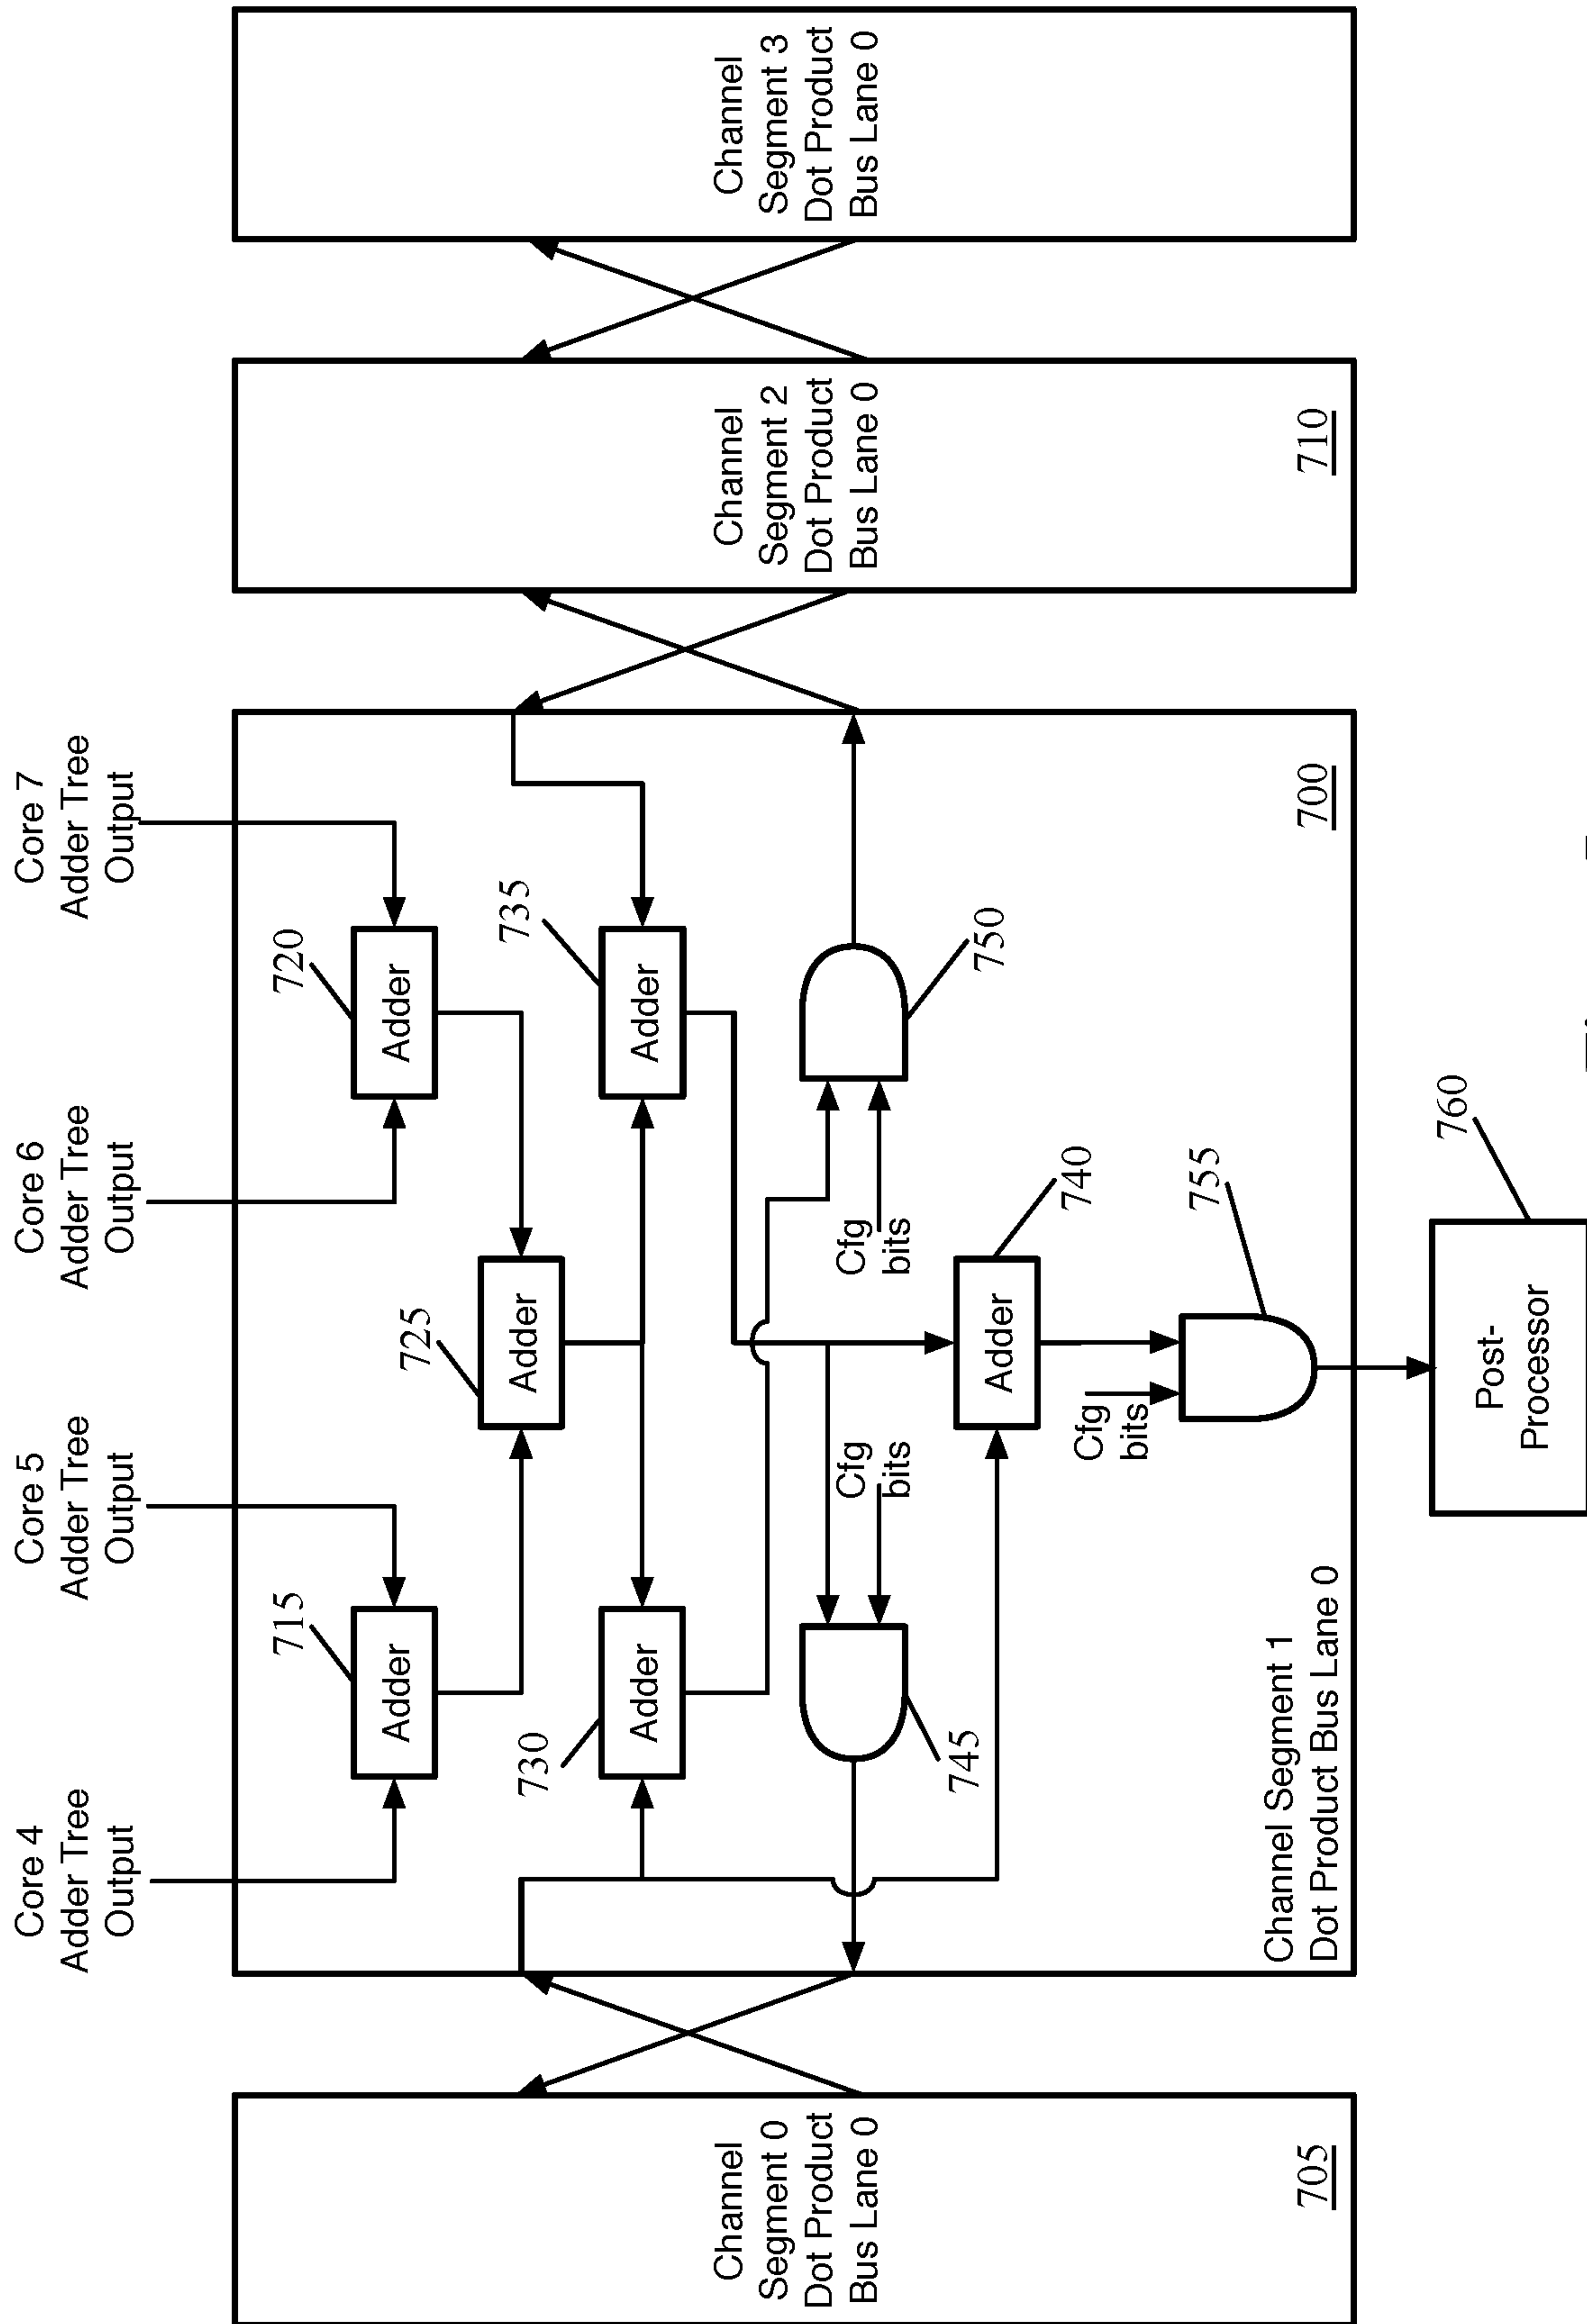 Core 4
Adder Tree
Output
Core 5
Adder Tree
Output
Core 6
Adder Tree
Output
Core 7
Adder Tree
Output
715
Adder
720
Adder
725
Adder
730
Adder
735
Adder
Cfg
bits
745
Cfg
bits
750
740
Adder
Cfg
bits
755
Channel Segment 1
Dot Product Bus Lane 0
700
Channel
Segment 0
Dot Product
Bus Lane 0
705
Channel
Segment 2
Dot Product
Bus Lane 0
710
Channel
Segment 3
Dot Product
Bus Lane 0
760
Post-
Processor